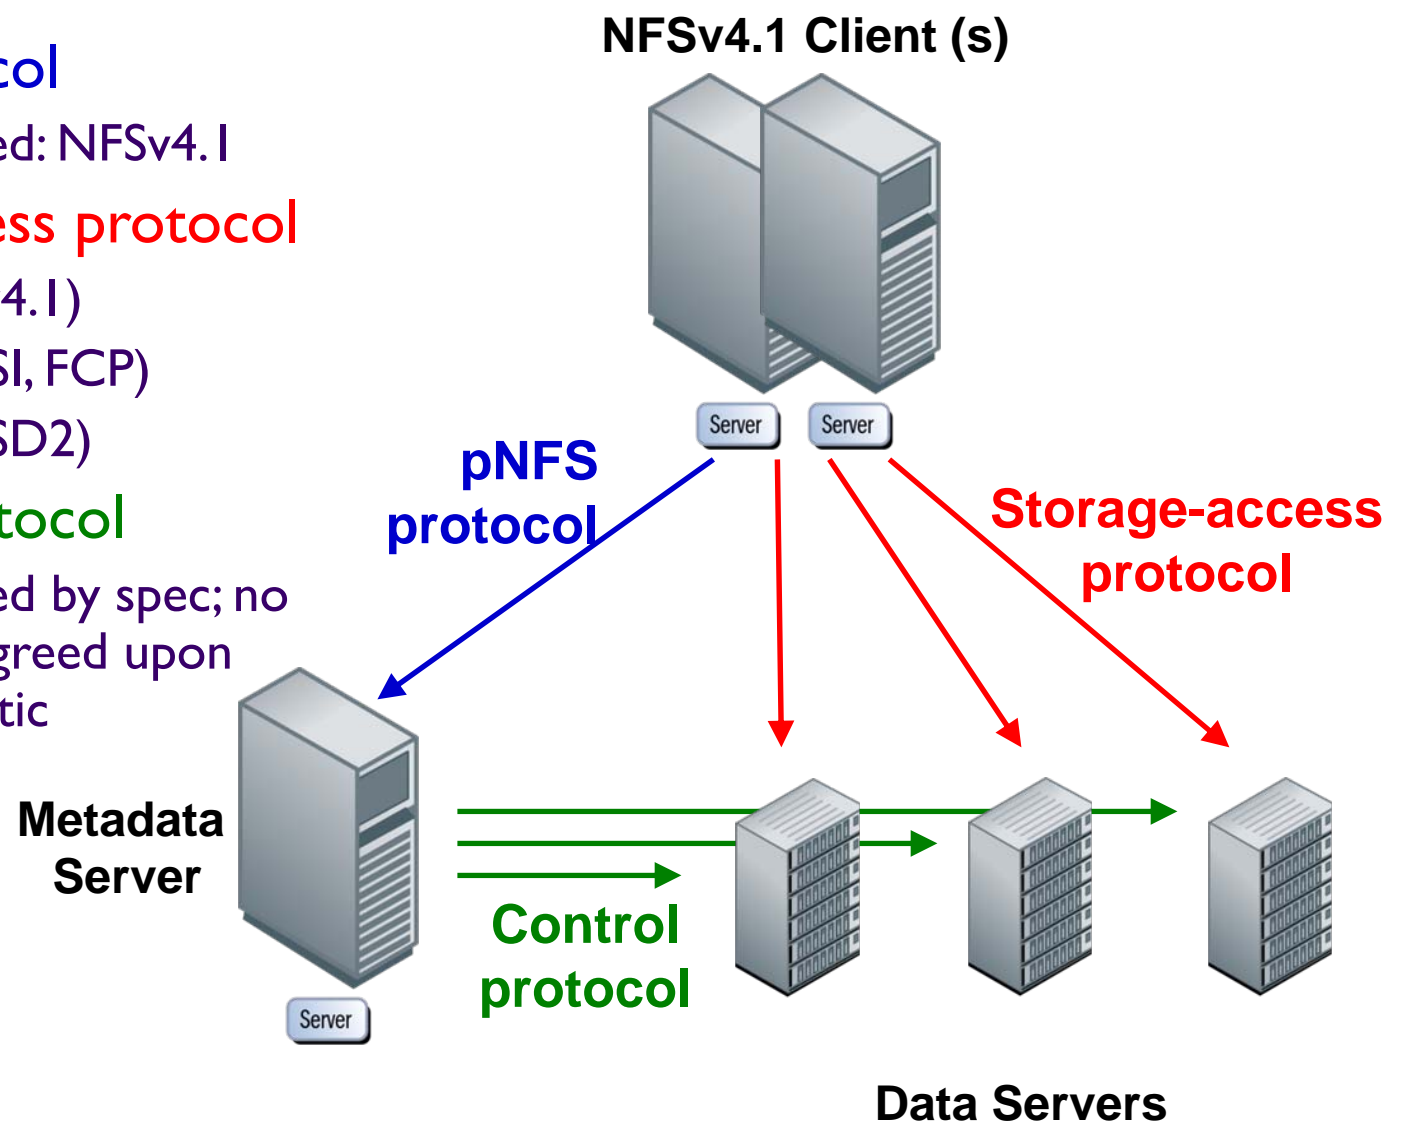 col
ed: NFSv4.1
ess protocol
4.1)
SI, FCP)
SD2)
tocol
ed by spec; no
greed upon
tic
NFSv4.1 Client (s)
Server
Server
pNFS
protocol
Storage-access
protocol
Metadata
Server
Control
protocol
Server
Data Servers